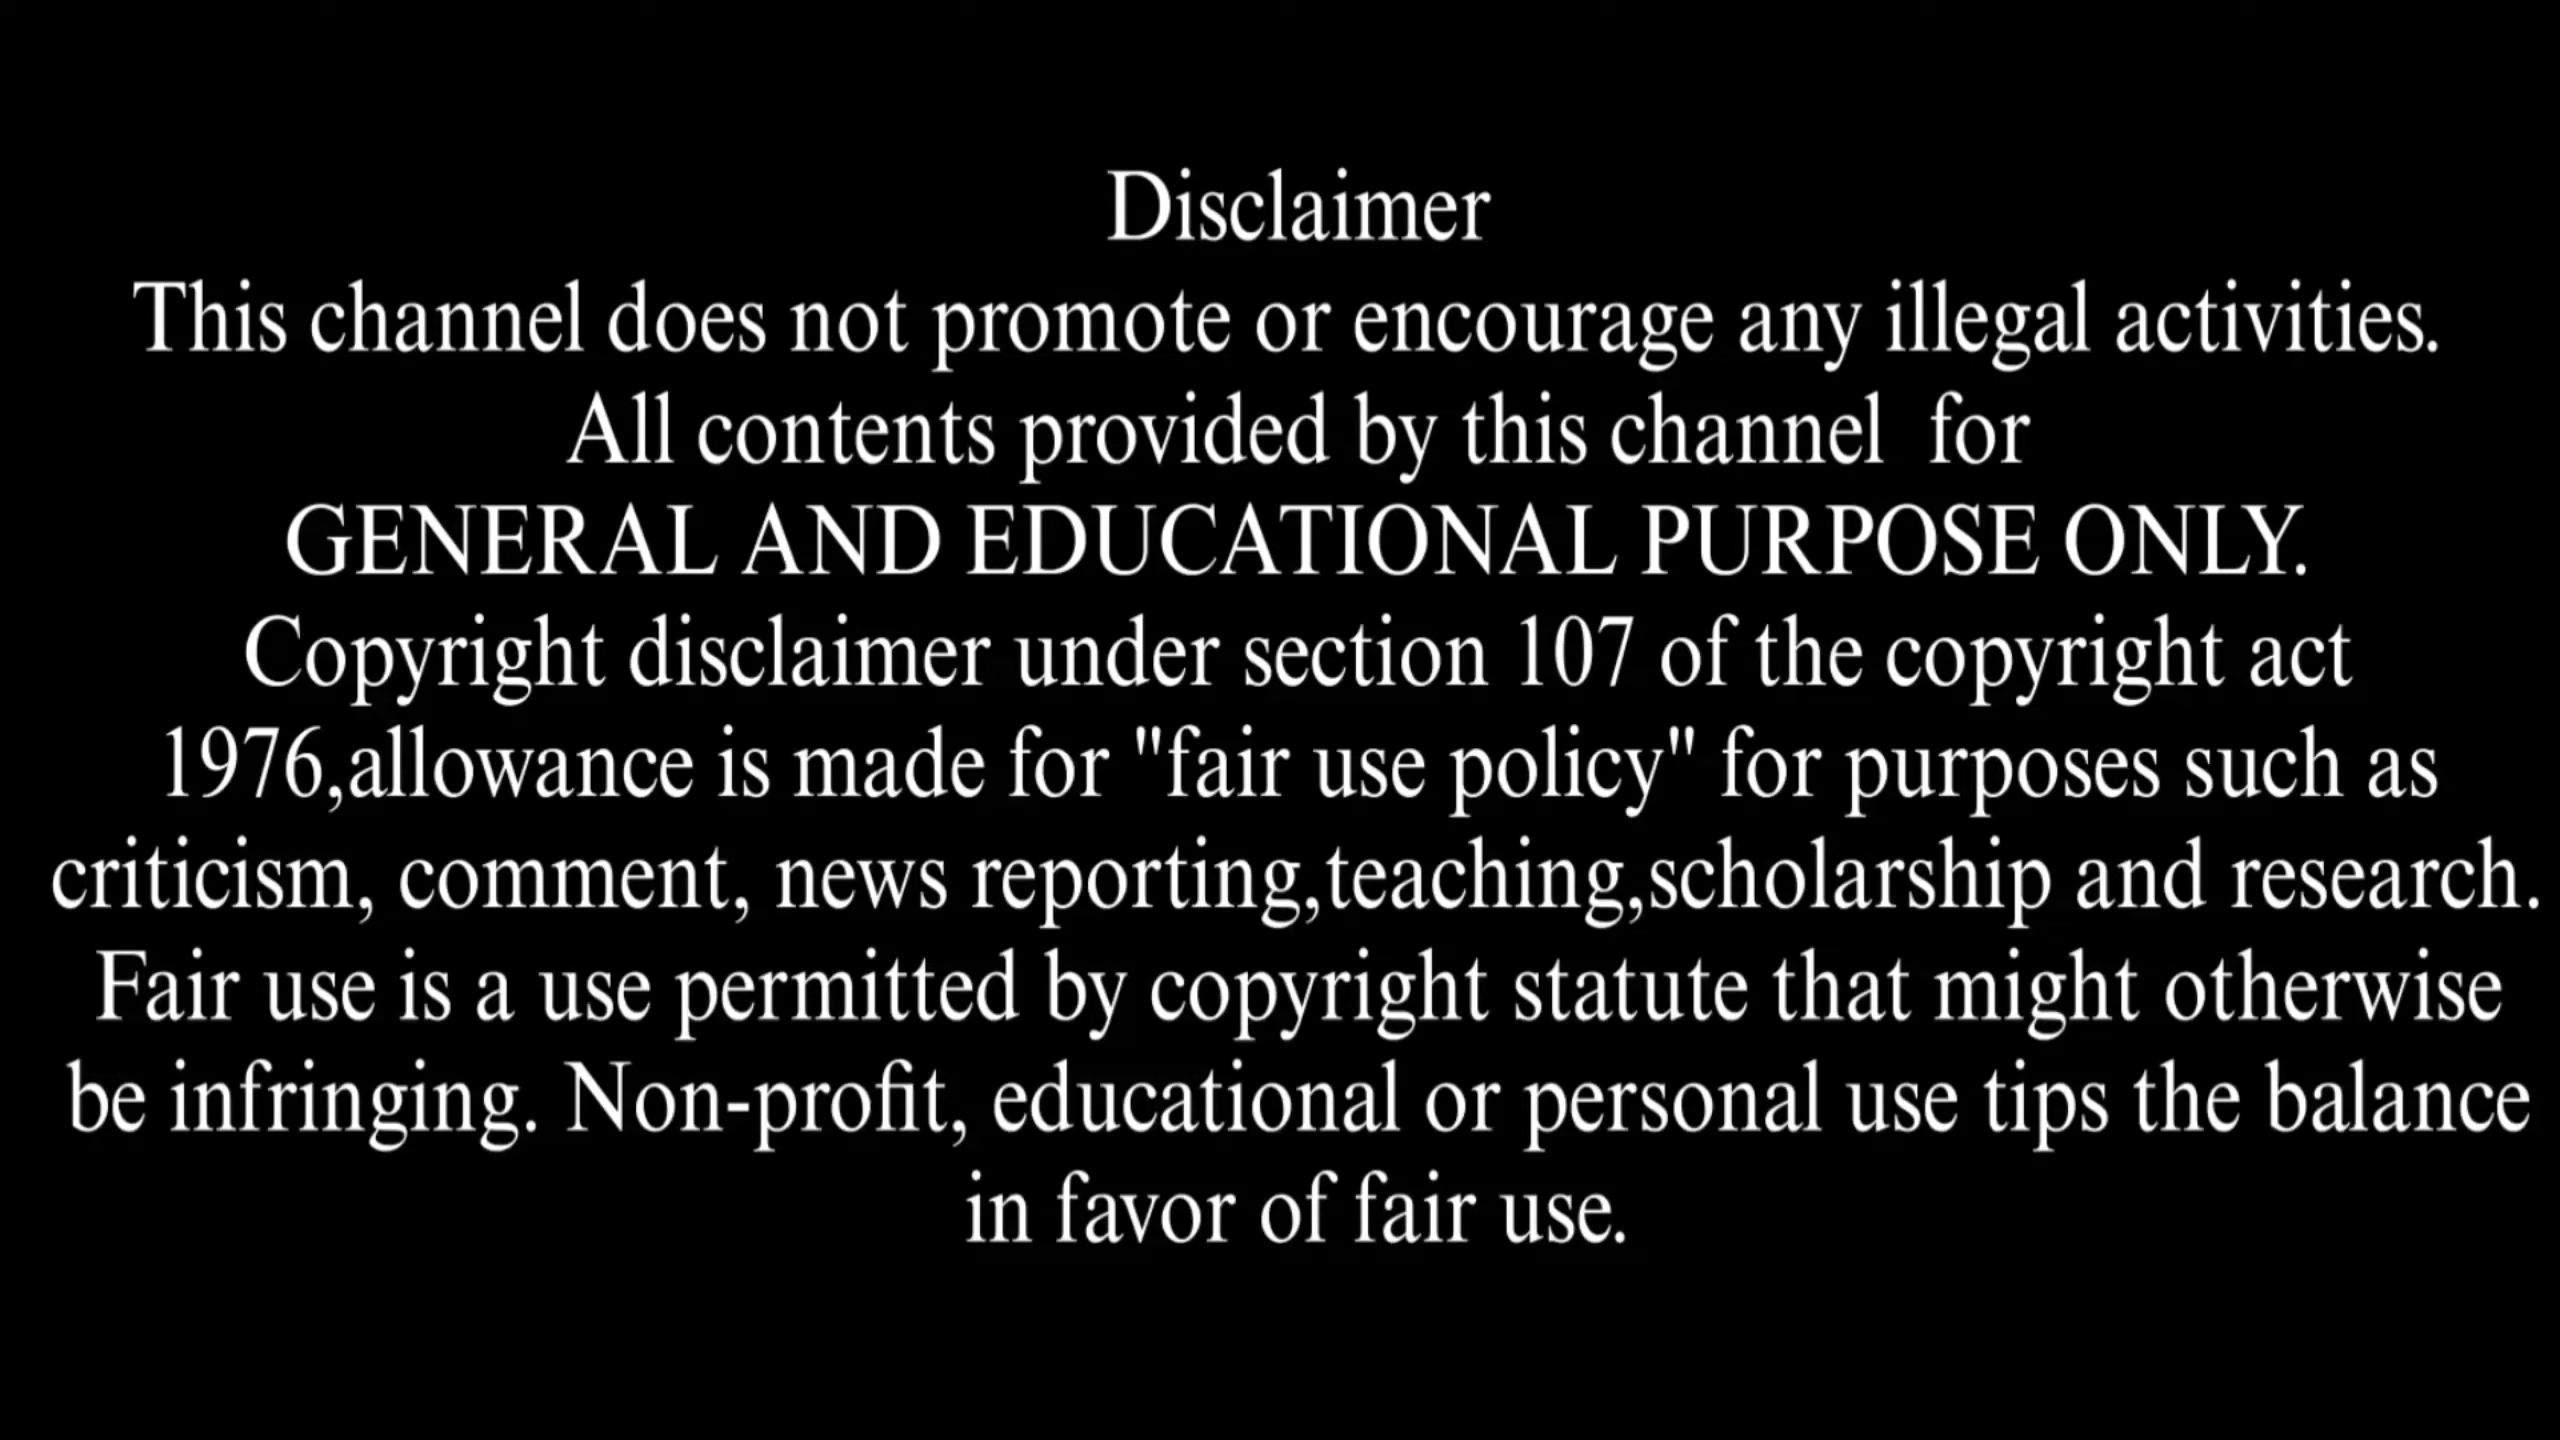 Disclaimer
This channel does not promote or encourage any illegal activities.
All contents provided by this channel  for
GENERAL AND EDUCATIONAL PURPOSE ONLY.
Copyright disclaimer under section 107 of the copyright act
1976,allowance is made for "fair use policy" for purposes such as
criticism, comment, news reporting,teaching,scholarship and research.
Fair use is a use permitted by copyright statute that might otherwise
be infringing. Non-profit, educational or personal use tips the balance
in favor of fair use.